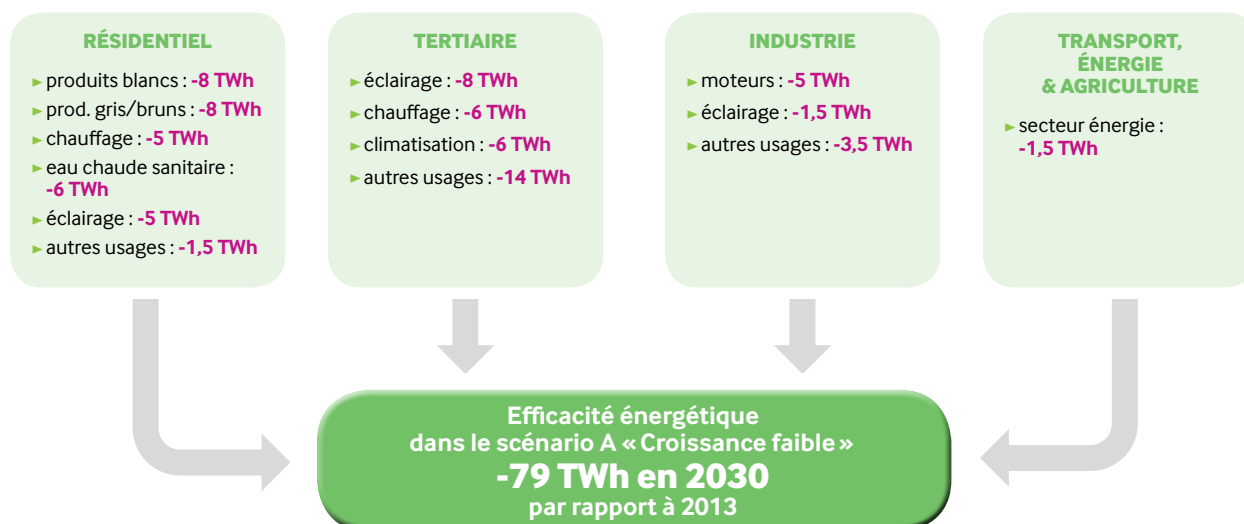 RÉSIDENTIEL
► produits blancs : -8 TWh
► prod. gris/bruns : -8 TWh
► chauffage : -5 TWh
► eau chaude sanitaire :
-6 TWh
► éclairage : -5 TWh
► autres usages : -1,5 TWh
TERTIAIRE
► éclairage : -8 TWh
► chauffage : -6 TWh
► climatisation : -6 TWh
► autres usages : -14 TWh
INDUSTRIE
► moteurs : -5 TWh
► éclairage : -1,5 TWh
► autres usages : -3,5 TWh
TRANSPORT,
ÉNERGIE
& AGRICULTURE
► secteur énergie :
-1,5 TWh
Efficacité énergétique
dans le scénario A « Croissance faible »
-79 TWh en 2030
par rapport à 2013